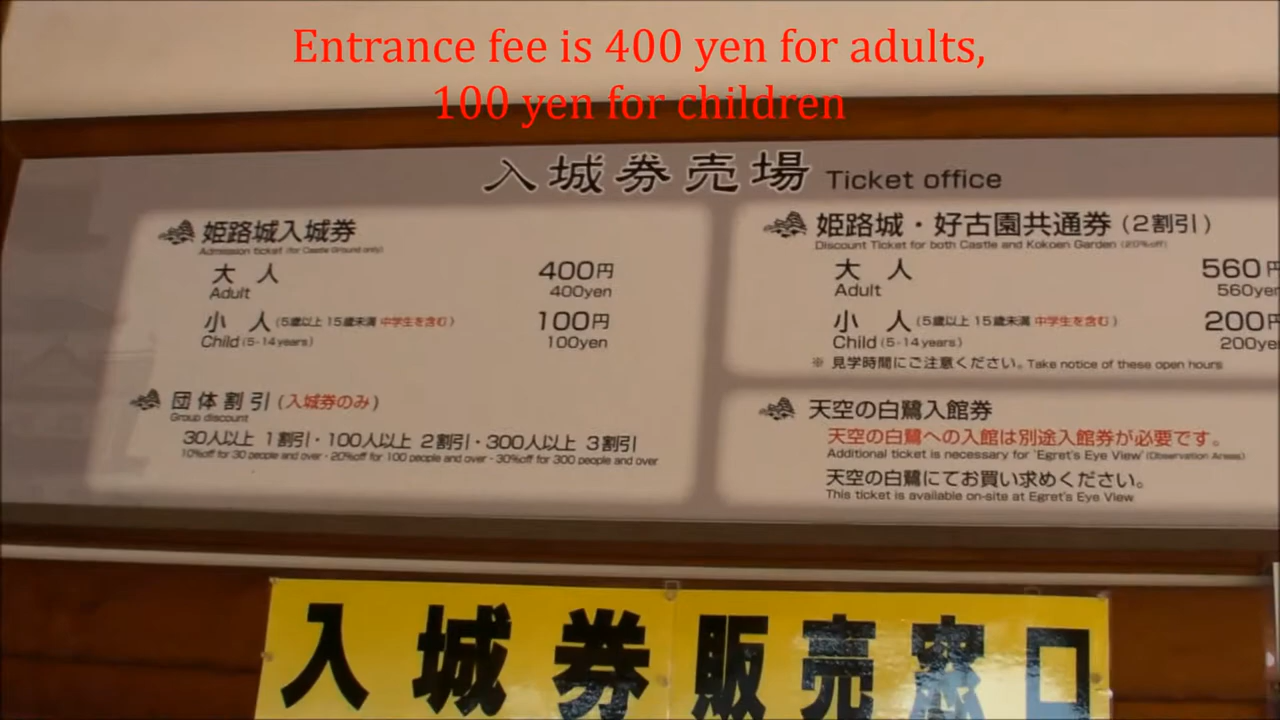 Entrance fee is 400 yen for adults,
100 yen for children
入城券売場 Ticket office
姫路城入城券
Admission ticket (for Castle Ground only)
大人 400円
Adult 400yen
小人(5歳以上15歳未満 中学生を含む) 100円
Child (5-14years) 100yen
団体割引(入城券のみ)
Group discount
30人以上 1割引・100人以上 2割引・300人以上 3割引
10%off for 30 people and over・20%off for 100 people and over・30%off for 300 people and over
姫路城・好古園共通券(2割引)
Discount Ticket for both Castle and Kokoen Garden (20%off)
大人 560円
Adult 560yen
小人(5歳以上15歳未満 中学生を含む) 200円
Child (5-14years) 200yen
※ 見学時間にご注意ください。Take notice of these open hours
天空の白鷺入館券
天空の白鷺への入館は別途入館券が必要です。
Additional ticket is necessary for 'Egret's Eye View' (Observation Areas)
天空の白鷺にてお買い求めください。
This ticket is available on-site at Egret's Eye View
入城券販売窓口